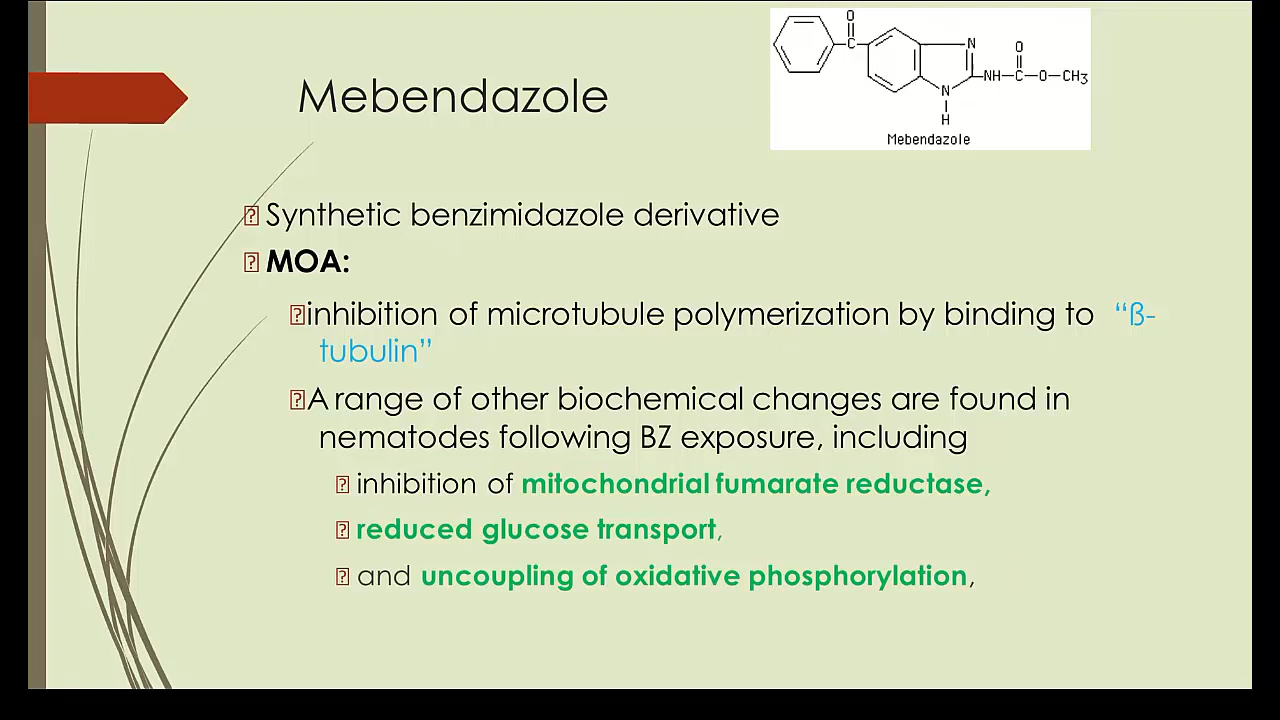 Mebendazole
O
C
N
O
NH-C-O-CH3
N
H
Mebendazole
Synthetic benzimidazole derivative
MOA:
inhibition of microtubule polymerization by binding to “ß-
tubulin”
A range of other biochemical changes are found in
nematodes following BZ exposure, including
inhibition of mitochondrial fumarate reductase,
reduced glucose transport,
and uncoupling of oxidative phosphorylation,